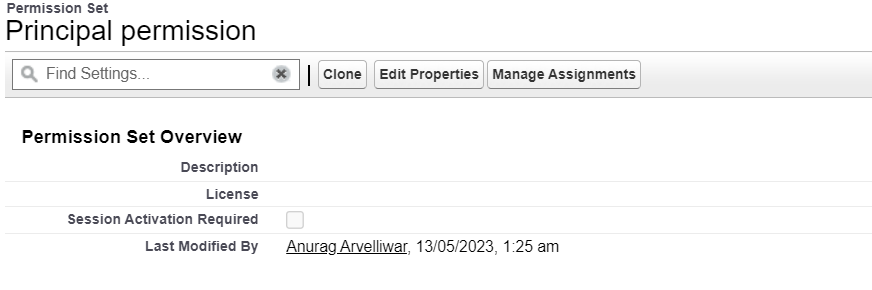 Permission Set
Principal permission
Find Settings...
Clone
Edit Properties
Manage Assignments
Permission Set Overview
Description
License
Session Activation Required
Last Modified By Anurag Arvelliwar, 13/05/2023, 1:25 am